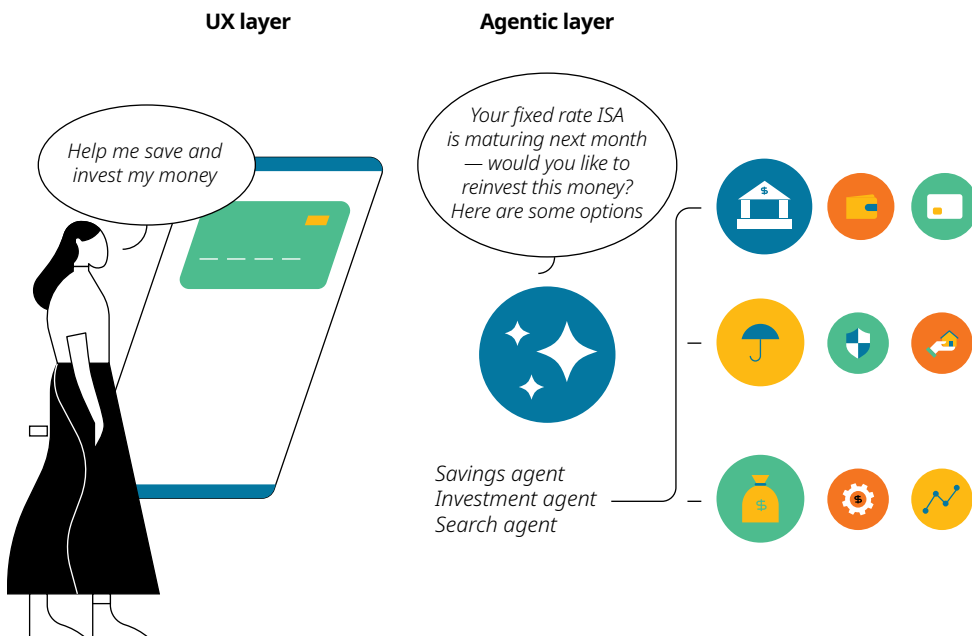 UX layer
Agentic layer
Help me save and
invest my money
Your fixed rate ISA
is maturing next month
— would you like to
reinvest this money?
Here are some options
$
Savings agent
Investment agent
Search agent
$
$